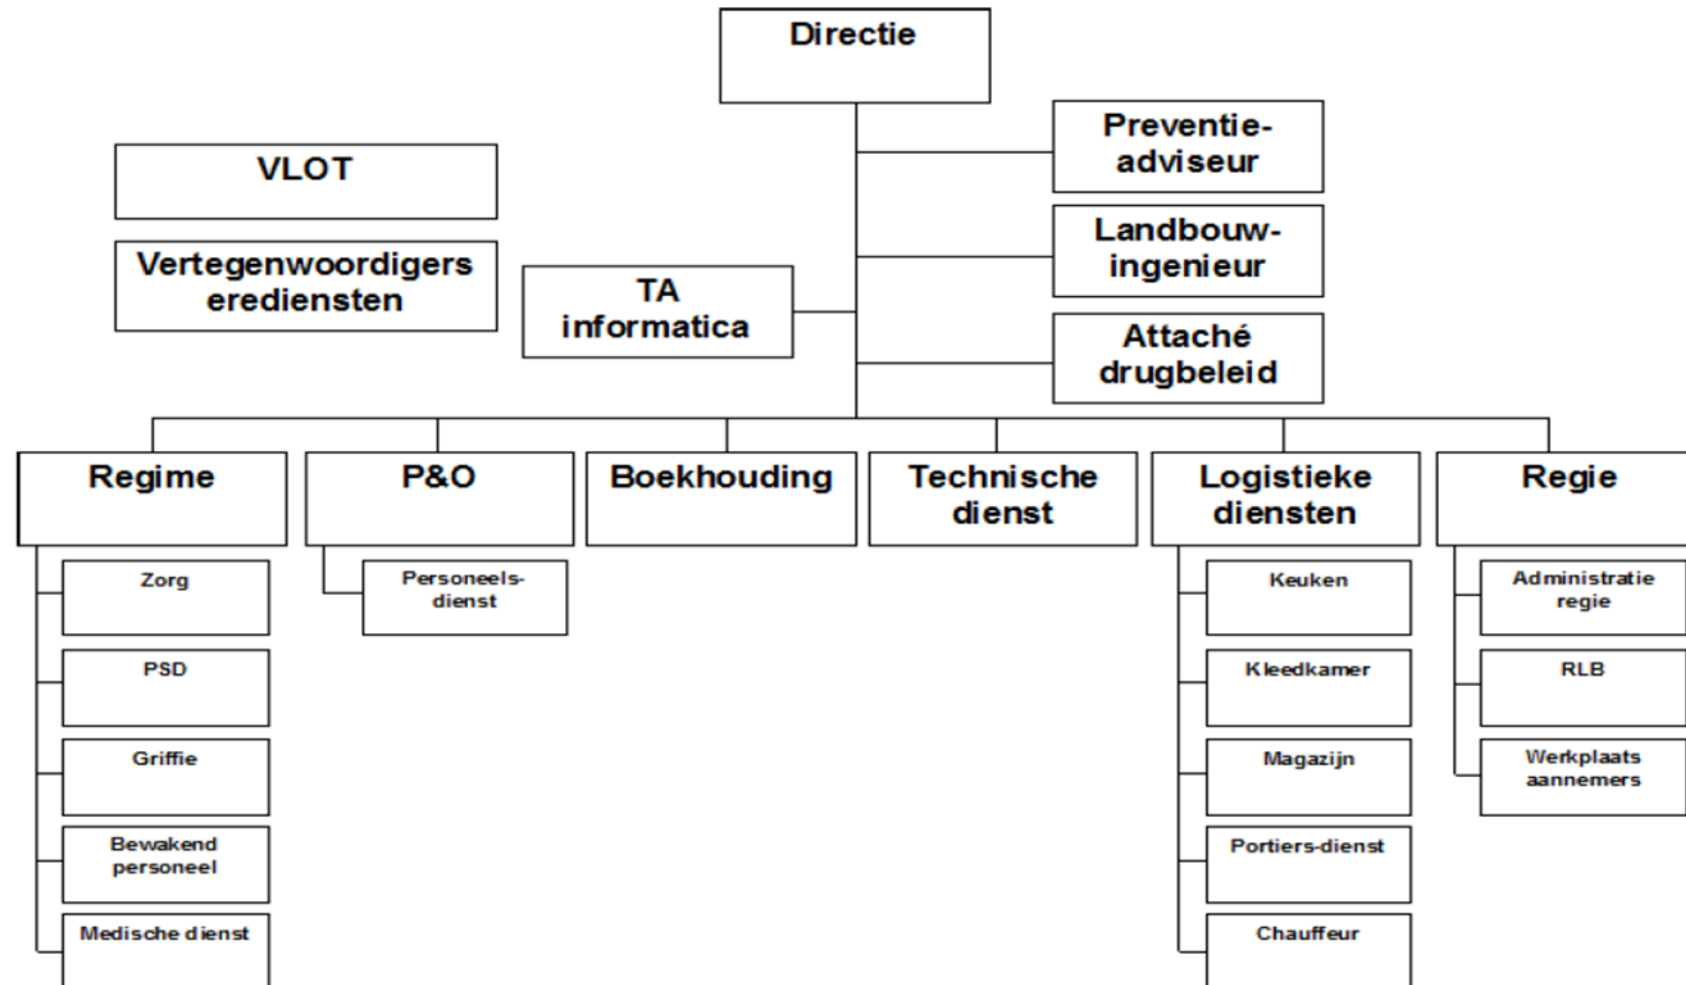 Directie
Preventie-
adviseur
VLOT
Landbouw-
ingenieur
Vertegenwoordigers
erediensten
TA
informatica
Attaché
drugbeleid
Regime
P&O
Boekhouding
Technische
dienst
Logistieke
diensten
Regie
Zorg
PSD
Griffie
Bewakend
personeel
Medische dienst
Personeels-
dienst
Keuken
Kleedkamer
Magazijn
Portiers-dienst
Chauffeur
Administratie
regie
RLB
Werkplaats
aannemers